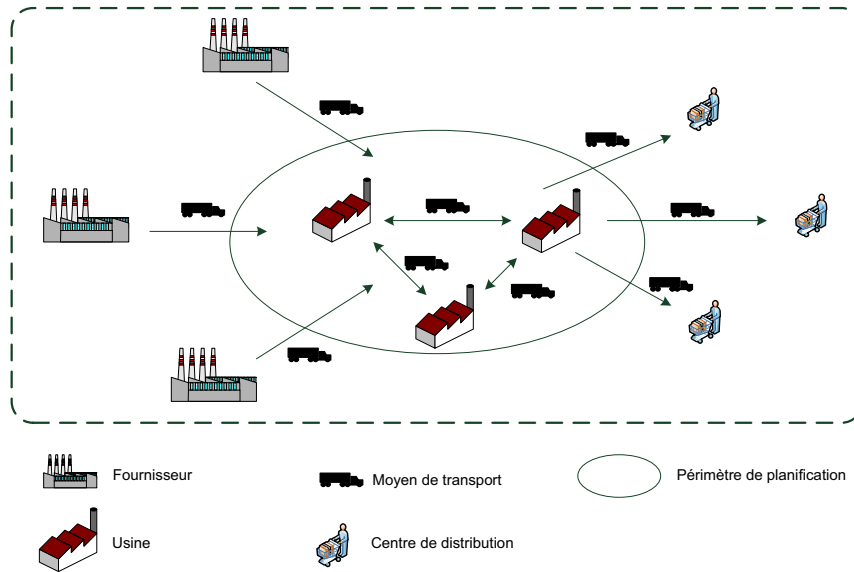 Fournisseur
Moyen de transport
Périmètre de planification
Usine
Centre de distribution